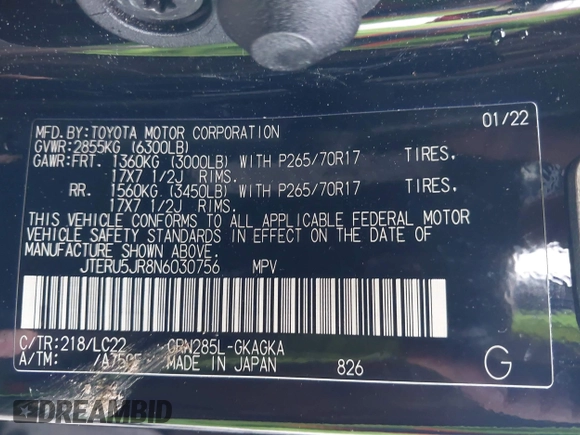 MFD.BY:TOYOTA MOTOR CORPORATION 01/22
GVWR:2855KG (6300LB)
GAWR:FRT. 1360KG (3000LB) WITH P265/70R17 TIRES,
17X7 1/2J RIMS.
RR. 1560KG (3450LB) WITH P265/70R17 TIRES,
17X7 1/2J RIMS.
THIS VEHICLE CONFORMS TO ALL APPLICABLE FEDERAL MOTOR
VEHICLE SAFETY STANDARDS IN EFFECT ON THE DATE OF
MANUFACTURE SHOWN ABOVE.
JTERU5JR8N6030756 MPV
C/TR:218/LC22 GRN285L-GKAGKA
A/TM: MADE IN JAPAN 826 G
DREAMBID